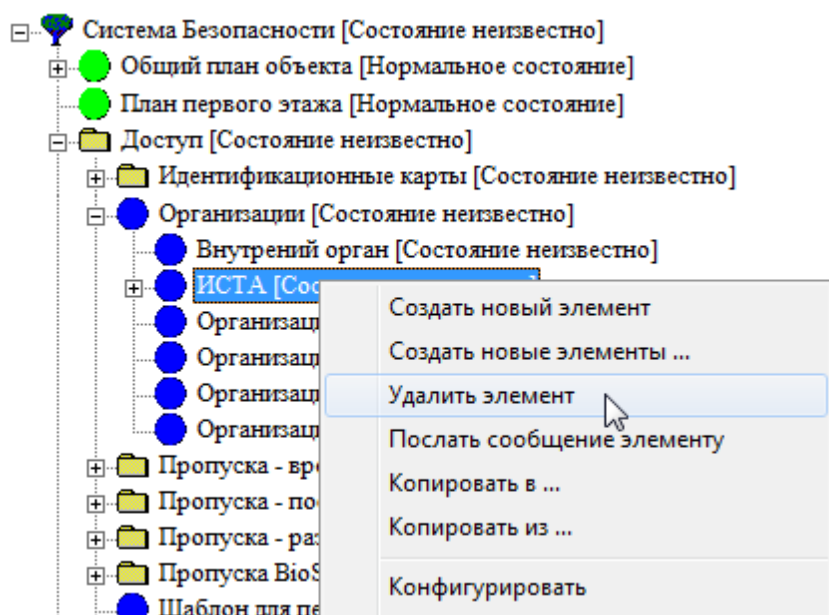 Система Безопасности [Состояние неизвестно]
Общий план объекта [Нормальное состояние]
План первого этажа [Нормальное состояние]
Доступ [Состояние неизвестно]
Идентификационные карты [Состояние неизвестно]
Организации [Состояние неизвестно]
Внутрений орган [Состояние неизвестно]
ИСТА [Сос
Организац
Организац
Организац
Организац
Пропуска - вре
Пропуска - по
Пропуска - раз
Пропуска BioS
Шаблон для пе
Создать новый элемент
Создать новые элементы ...
Удалить элемент
Послать сообщение элементу
Копировать в ...
Копировать из ...
Конфигурировать